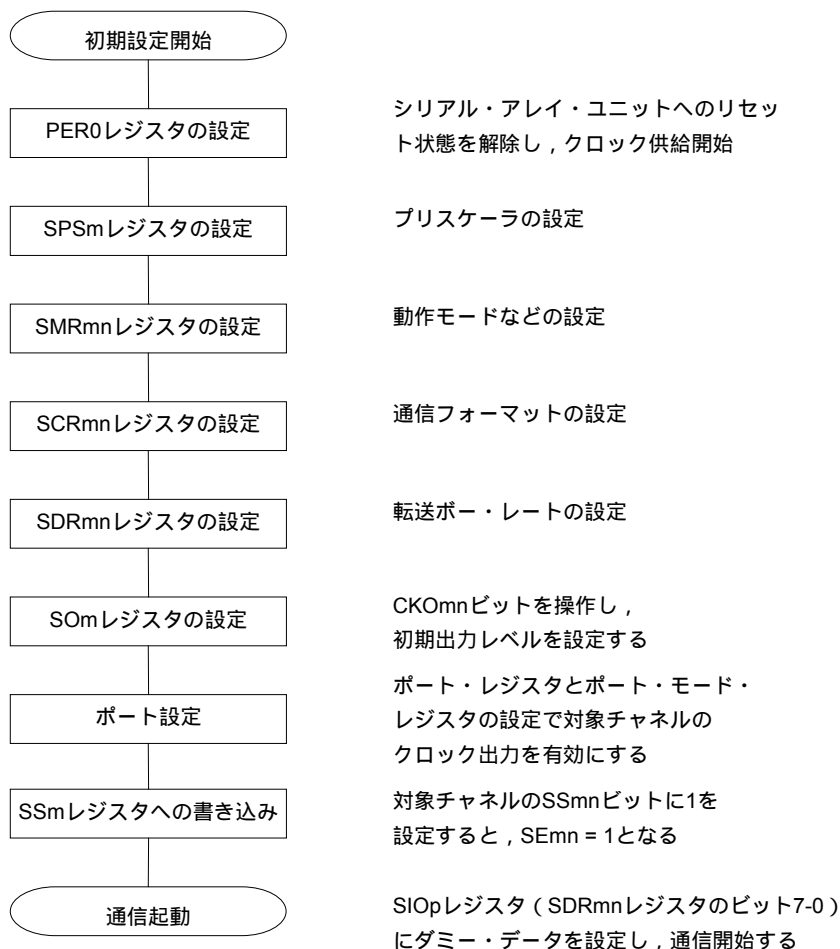 初期設定開始
PER0レジスタの設定
シリアル・アレイ・ユニットへのリセッ
ト状態を解除し，クロック供給開始
SPSmレジスタの設定
プリスケーラの設定
SMRmnレジスタの設定
動作モードなどの設定
SCRmnレジスタの設定
通信フォーマットの設定
SDRmnレジスタの設定
転送ボー・レートの設定
SOmレジスタの設定
CKOmnビットを操作し，
初期出力レベルを設定する
ポート設定
ポート・レジスタとポート・モード・
レジスタの設定で対象チャネルの
クロック出力を有効にする
SSmレジスタへの書き込み
対象チャネルのSSmnビットに1を
設定すると，SEmn = 1となる
通信起動
SIOpレジスタ（SDRmnレジスタのビット7-0）
にダミー・データを設定し，通信開始する